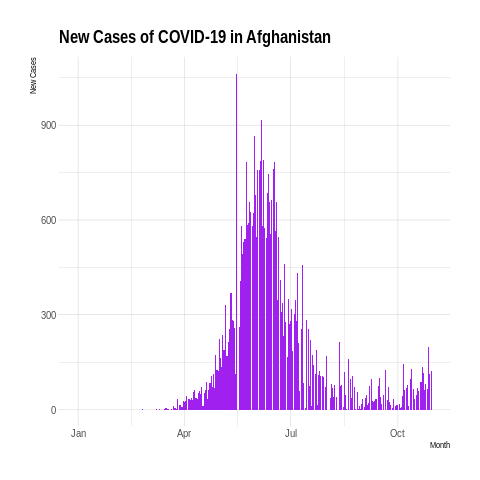 New Cases of COVID-19 in Afghanistan
New Cases
900
600
300
0
Jan Apr Jul Oct
Month